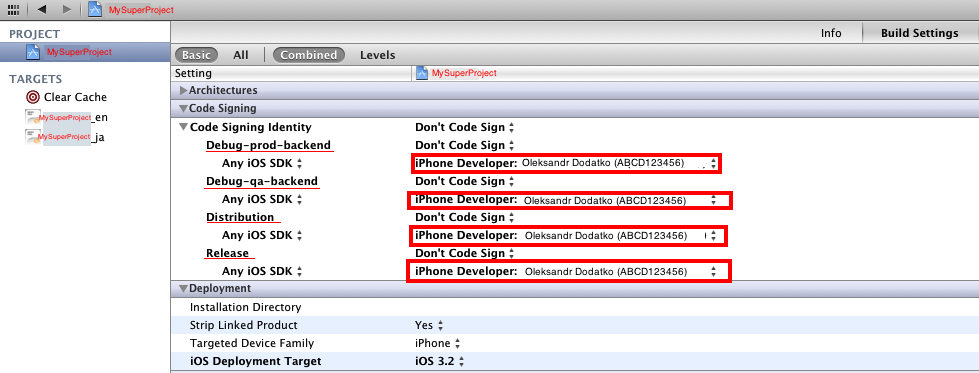 MySuperProject
PROJECT
MySuperProject
TARGETS
Clear Cache
MySuperProject_en
MySuperProject_ja
Info Build Settings
Basic All Combined Levels
Setting MySuperProject
Architectures
Code Signing
Code Signing Identity Don't Code Sign
Debug-prod-backend Don't Code Sign
Any iOS SDK iPhone Developer: Oleksandr Dodatko (ABCD123456)
Debug-qa-backend Don't Code Sign
Any iOS SDK iPhone Developer: Oleksandr Dodatko (ABCD123456)
Distribution Don't Code Sign
Any iOS SDK iPhone Developer: Oleksandr Dodatko (ABCD123456)
Release Don't Code Sign
Any iOS SDK iPhone Developer: Oleksandr Dodatko (ABCD123456)
Deployment
Installation Directory
Strip Linked Product Yes
Targeted Device Family iPhone
iOS Deployment Target iOS 3.2